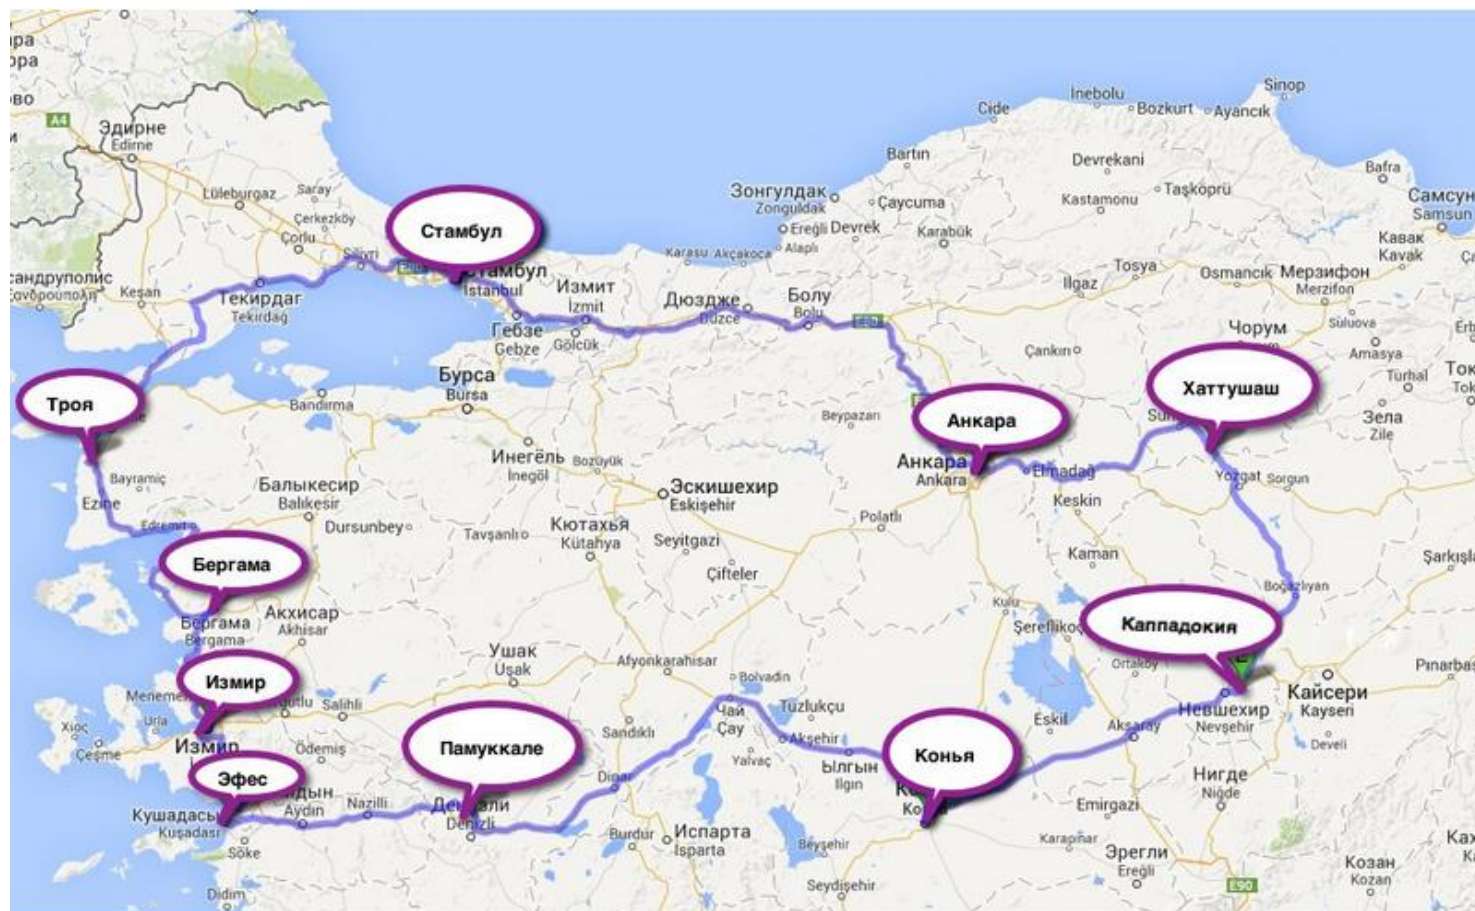 Sinop
İnebolu
Cide
Bozkurt
Ayancık
A4
Эдирне
Edirne
Bartın
Devrekani
Bafra
Lüleburgaz
Saray
Зонгулдак
Zonguldak
Çaycuma
Kastamonu
Taşköprü
Самсун
Samsun
Çerkezköy
Çorlu
Стамбул
Ereğli
Devrek
Karabük
Alaplı
Кавак
Kavak
Silivri
Karasu
Akçakoca
Tosya
Osmancık
Мерзифон
Merzifon
сандруполис
Keşan
Стамбул
İstanbul
Измит
İzmit
Ilgaz
Текирдаг
Tekirdağ
Дюздже
Düzce
Болу
Bolu
Гебзе
Gebze
Gölcük
Чорум
Suluova
Amasya
Çankırı
Бурса
Bursa
Хаттушаш
Turhal
Троя
Bandırma
Beypazarı
Анкара
Зела
Zile
Инегёль
İnegöl
Bozüyük
Анкара
Ankara
Elmadağ
Bayramiç
Балыкесир
Balıkesir
Эскишехир
Eskişehir
Yozgat
Sorgun
Ezine
Keskin
Edremit
Dursunbey
Tavşanlı
Кютахья
Kütahya
Seyitgazi
Polatlı
Бергама
Çifteler
Kaman
Şarkışla
Boğazlıyan
Бергама
Bergama
Акхисар
Akhisar
Kulu
Каппадокия
Ушак
Uşak
Afyonkarahisar
Ortaköy
Измир
Bolvadin
Кайсери
Kayseri
Urla
Salihli
Чай
Çay
Tuzlukçu
Eskil
Aksaray
Невшехир
Nevşehir
Χίος
Çeşme
Измир
Ödemiş
Памуккале
Sandıklı
Akşehir
Конья
Develi
Yalvaç
Ылгын
Ilgın
Эфес
Dinar
Нигде
Niğde
Кушадасы
Kuşadası
Aydın
Nazilli
Denizli
Emirgazi
Söke
Burdur
Испарта
Isparta
Beyşehir
Karapınar
Эрегли
Ereğli
Козан
Kozan
Didim
Seydişehir
E90